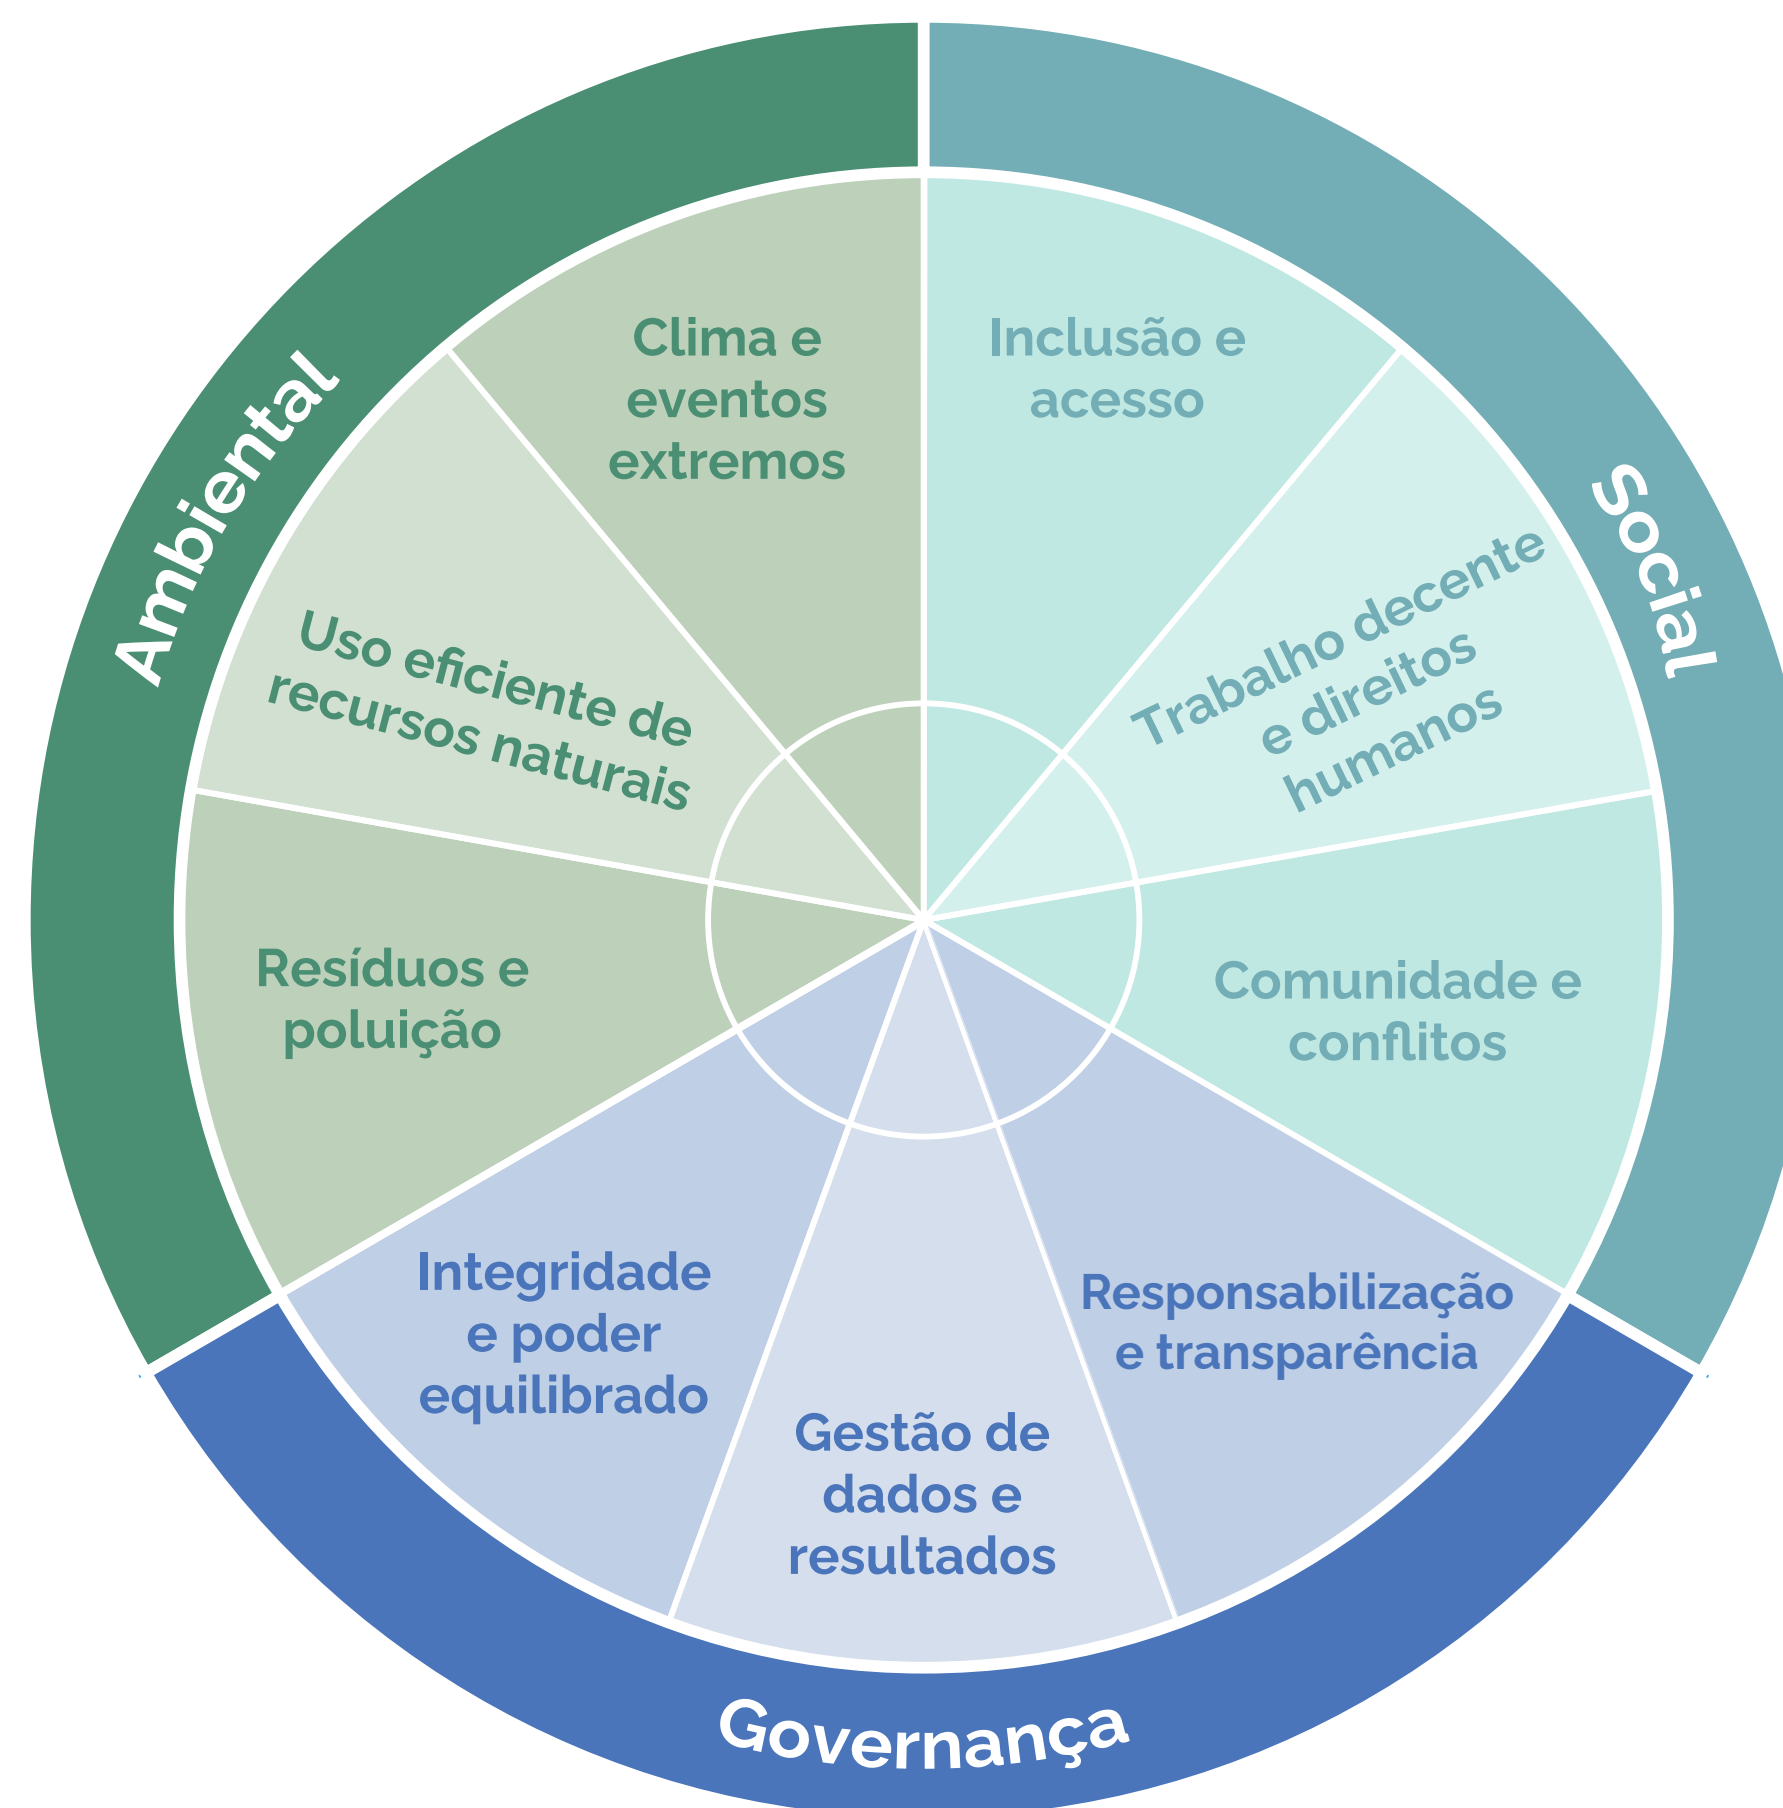 Ambiental
Clima e
eventos
extremos
Uso eficiente de
recursos naturais
Resíduos e
poluição
Social
Inclusão e
acesso
Trabalho decente
e direitos
humanos
Comunidade e
conflitos
Governança
Integridade
e poder
equilibrado
Gestão de
dados e
resultados
Responsabilização
e transparência